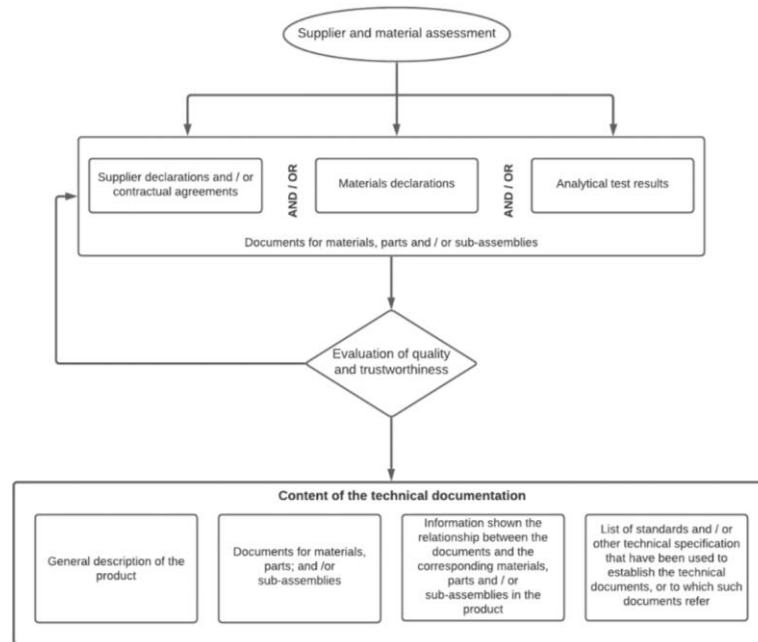 Supplier and material assessment
Supplier declarations and / or
contractual agreements
AND / OR
Materials declarations
AND / OR
Analytical test results
Documents for materials, parts and / or sub-assemblies
Evaluation of quality
and trustworthiness
Content of the technical documentation
General description of the
product
Documents for materials,
parts; and /or
sub-assemblies
Information shown the
relationship between the
documents and the
corresponding materials,
parts and / or
sub-assemblies in the
product
List of standards and / or
other technical specification
that have been used to
establish the technical
documents, or to which such
documents refer